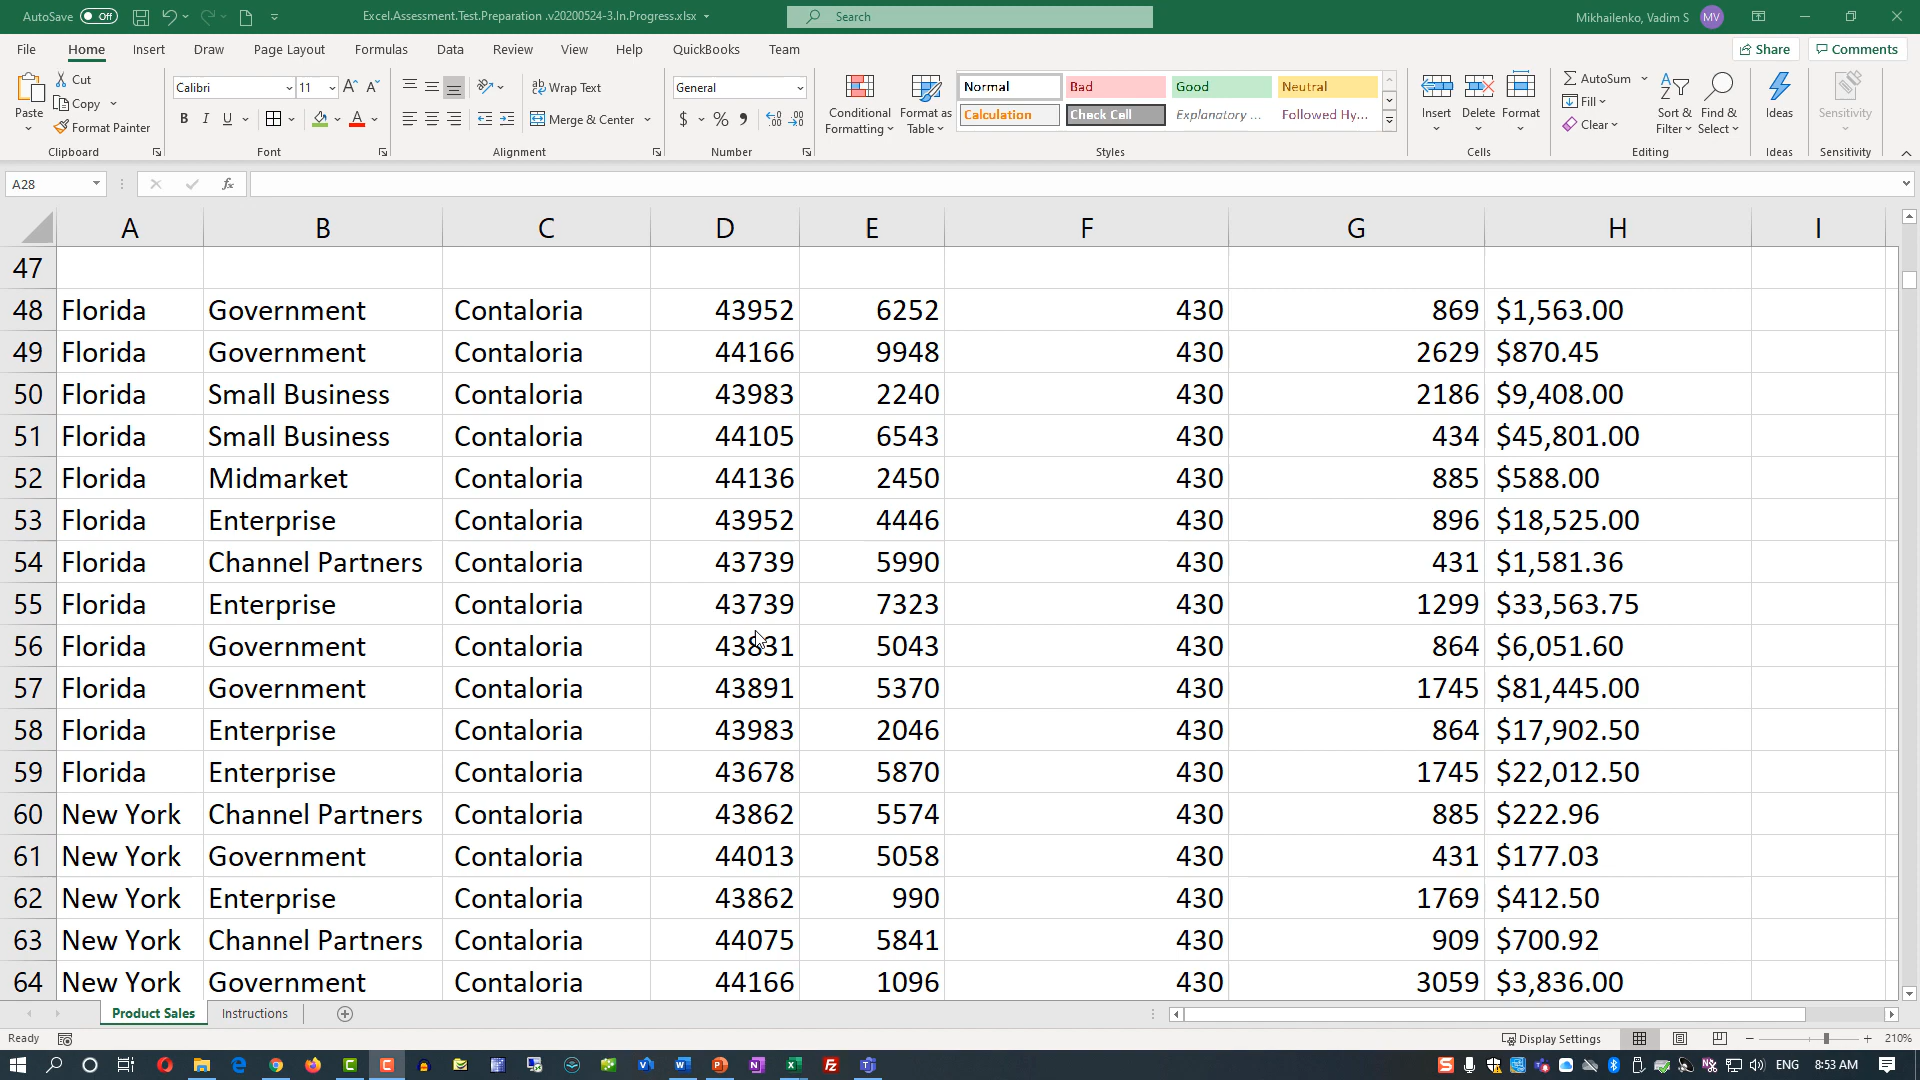 AutoSave Off Excel.Assessment.Test.Preparation .v20200524-3.In.Progress.xlsx Search Mikhailenko, Vadim S MV
File Home Insert Draw Page Layout Formulas Data Review View Help QuickBooks Team Share Comments
Paste Cut Copy Format Painter Clipboard
Calibri 11 B I U A Font
Wrap Text Merge & Center Alignment
General $ % Number
Conditional Formatting Format as Table Normal Bad Good Neutral Calculation Check Cell Explanatory ... Followed Hy... Styles
Insert Delete Format Cells
AutoSum Fill Clear Sort & Filter Find & Select Editing
Ideas Ideas
Sensitivity Sensitivity
A28 fx
A B C D E F G H I
47
48 Florida Government Contaloria 43952 6252 430 869 $1,563.00
49 Florida Government Contaloria 44166 9948 430 2629 $870.45
50 Florida Small Business Contaloria 43983 2240 430 2186 $9,408.00
51 Florida Small Business Contaloria 44105 6543 430 434 $45,801.00
52 Florida Midmarket Contaloria 44136 2450 430 885 $588.00
53 Florida Enterprise Contaloria 43952 4446 430 896 $18,525.00
54 Florida Channel Partners Contaloria 43739 5990 430 431 $1,581.36
55 Florida Enterprise Contaloria 43739 7323 430 1299 $33,563.75
56 Florida Government Contaloria 43831 5043 430 864 $6,051.60
57 Florida Government Contaloria 43891 5370 430 1745 $81,445.00
58 Florida Enterprise Contaloria 43983 2046 430 864 $17,902.50
59 Florida Enterprise Contaloria 43678 5870 430 1745 $22,012.50
60 New York Channel Partners Contaloria 43862 5574 430 885 $222.96
61 New York Government Contaloria 44013 5058 430 431 $177.03
62 New York Enterprise Contaloria 43862 990 430 1769 $412.50
63 New York Channel Partners Contaloria 44075 5841 430 909 $700.92
64 New York Government Contaloria 44166 1096 430 3059 $3,836.00
Product Sales Instructions
Ready Display Settings 210%
ENG 8:53 AM